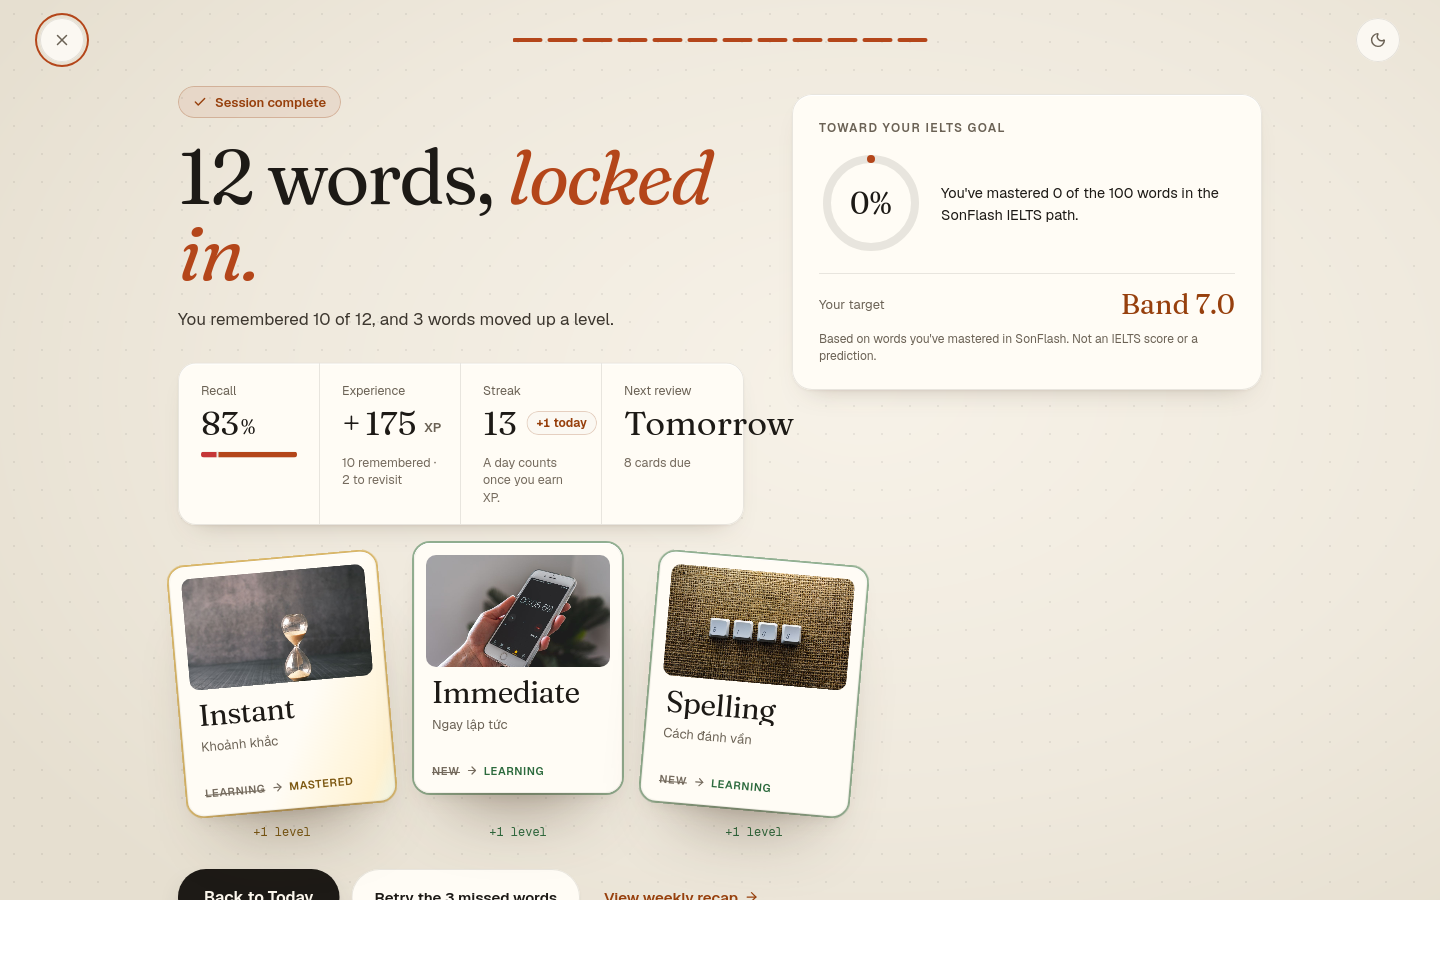 Session complete
12 words, locked
in.
You remembered 10 of 12, and 3 words moved up a level.
TOWARD YOUR IELTS GOAL
0%
You've mastered 0 of the 100 words in the
SonFlash IELTS path.
Your target
Band 7.0
Based on words you've mastered in SonFlash. Not an IELTS score or a
prediction.
Recall
83%
Experience
+175 XP
10 remembered ·
2 to revisit
Streak
13 +1 today
A day counts
once you earn
XP.
Next review
Tomorrow
8 cards due
Instant
Khoảnh khắc
LEARNING → MASTERED
+1 level
Immediate
Ngay lập tức
NEW → LEARNING
+1 level
Spelling
Cách đánh vần
NEW → LEARNING
+1 level
Back to Today
Retry the 3 missed words
View weekly recap →